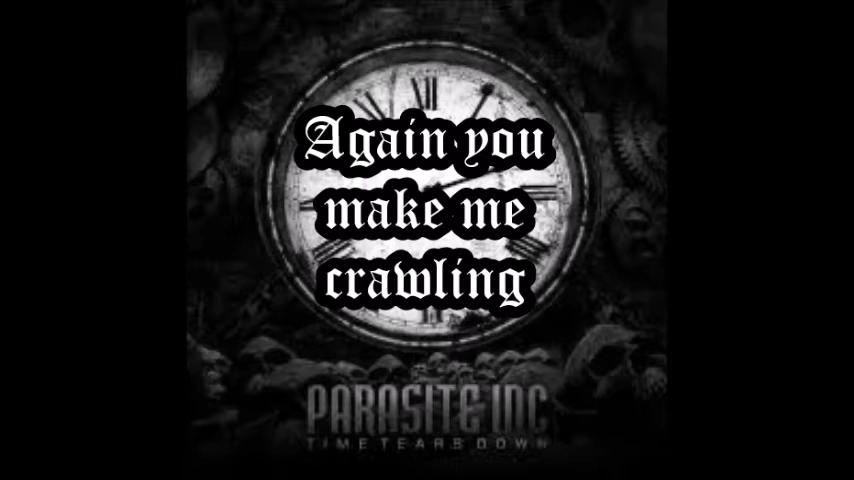 Again you
make me
crawling
PARASITE INC
TIME TEARS DOWN